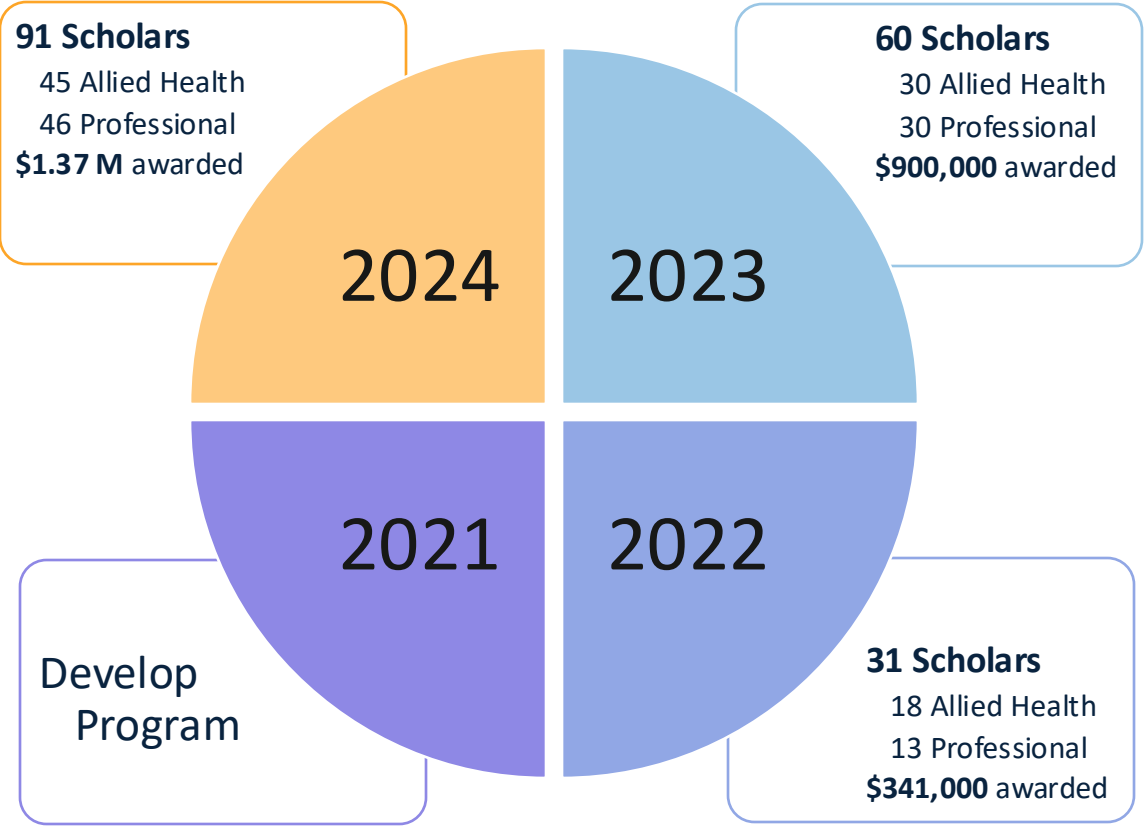 91 Scholars
45 Allied Health
46 Professional
$1.37 M awarded
60 Scholars
30 Allied Health
30 Professional
$900,000 awarded
2024
2023
2021
2022
Develop
Program
31 Scholars
18 Allied Health
13 Professional
$341,000 awarded